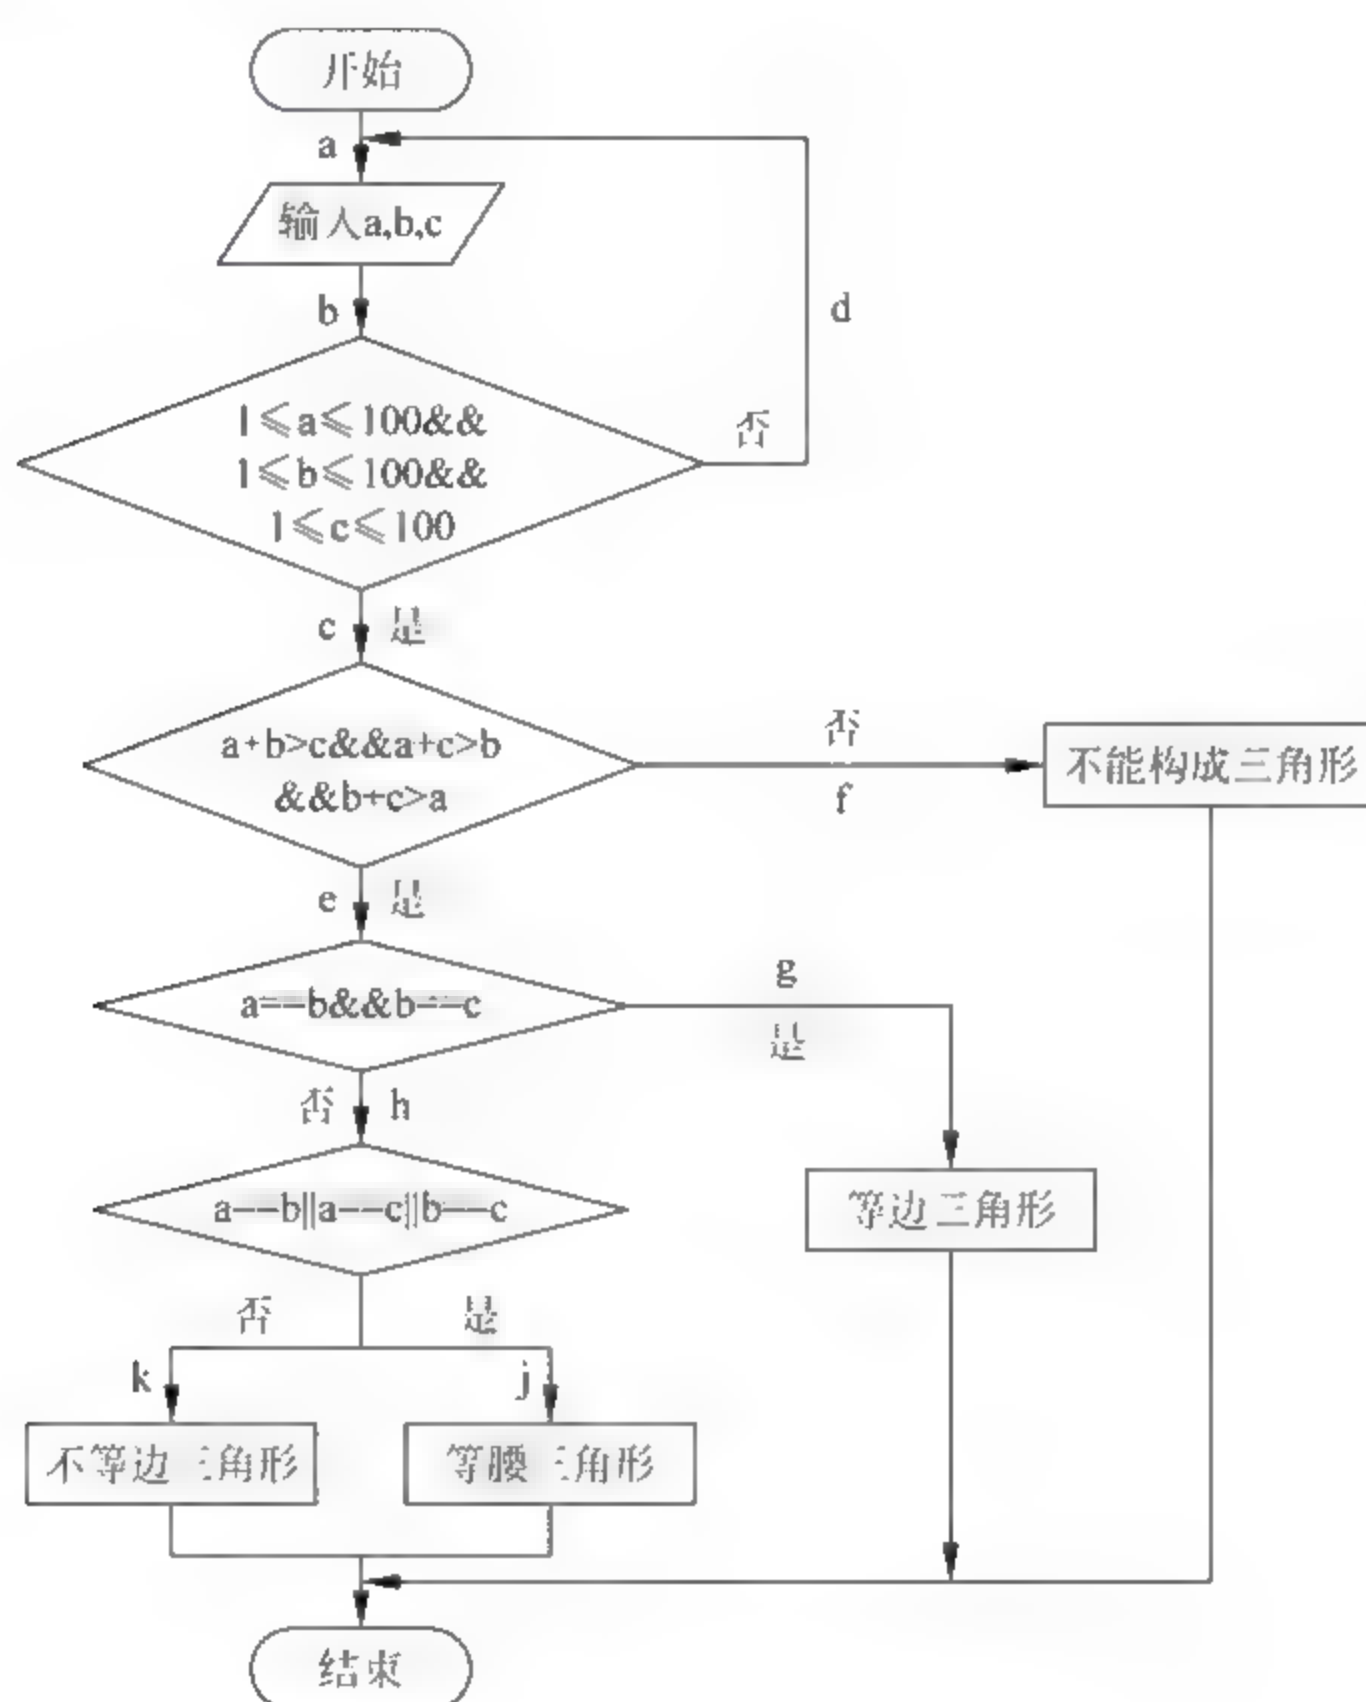 开始
a
输入a,b,c
b
d
1≤a≤100&&
1≤b≤100&&
1≤c≤100
否
c
是
a+b>c&&a+c>b
&&b+c>a
否
f
不能构成三角形
e
是
a==b&&b==c
g
是
否
h
a==b||a==c||b==c
等边三角形
否
是
k
j
不等边三角形
等腰三角形
结束